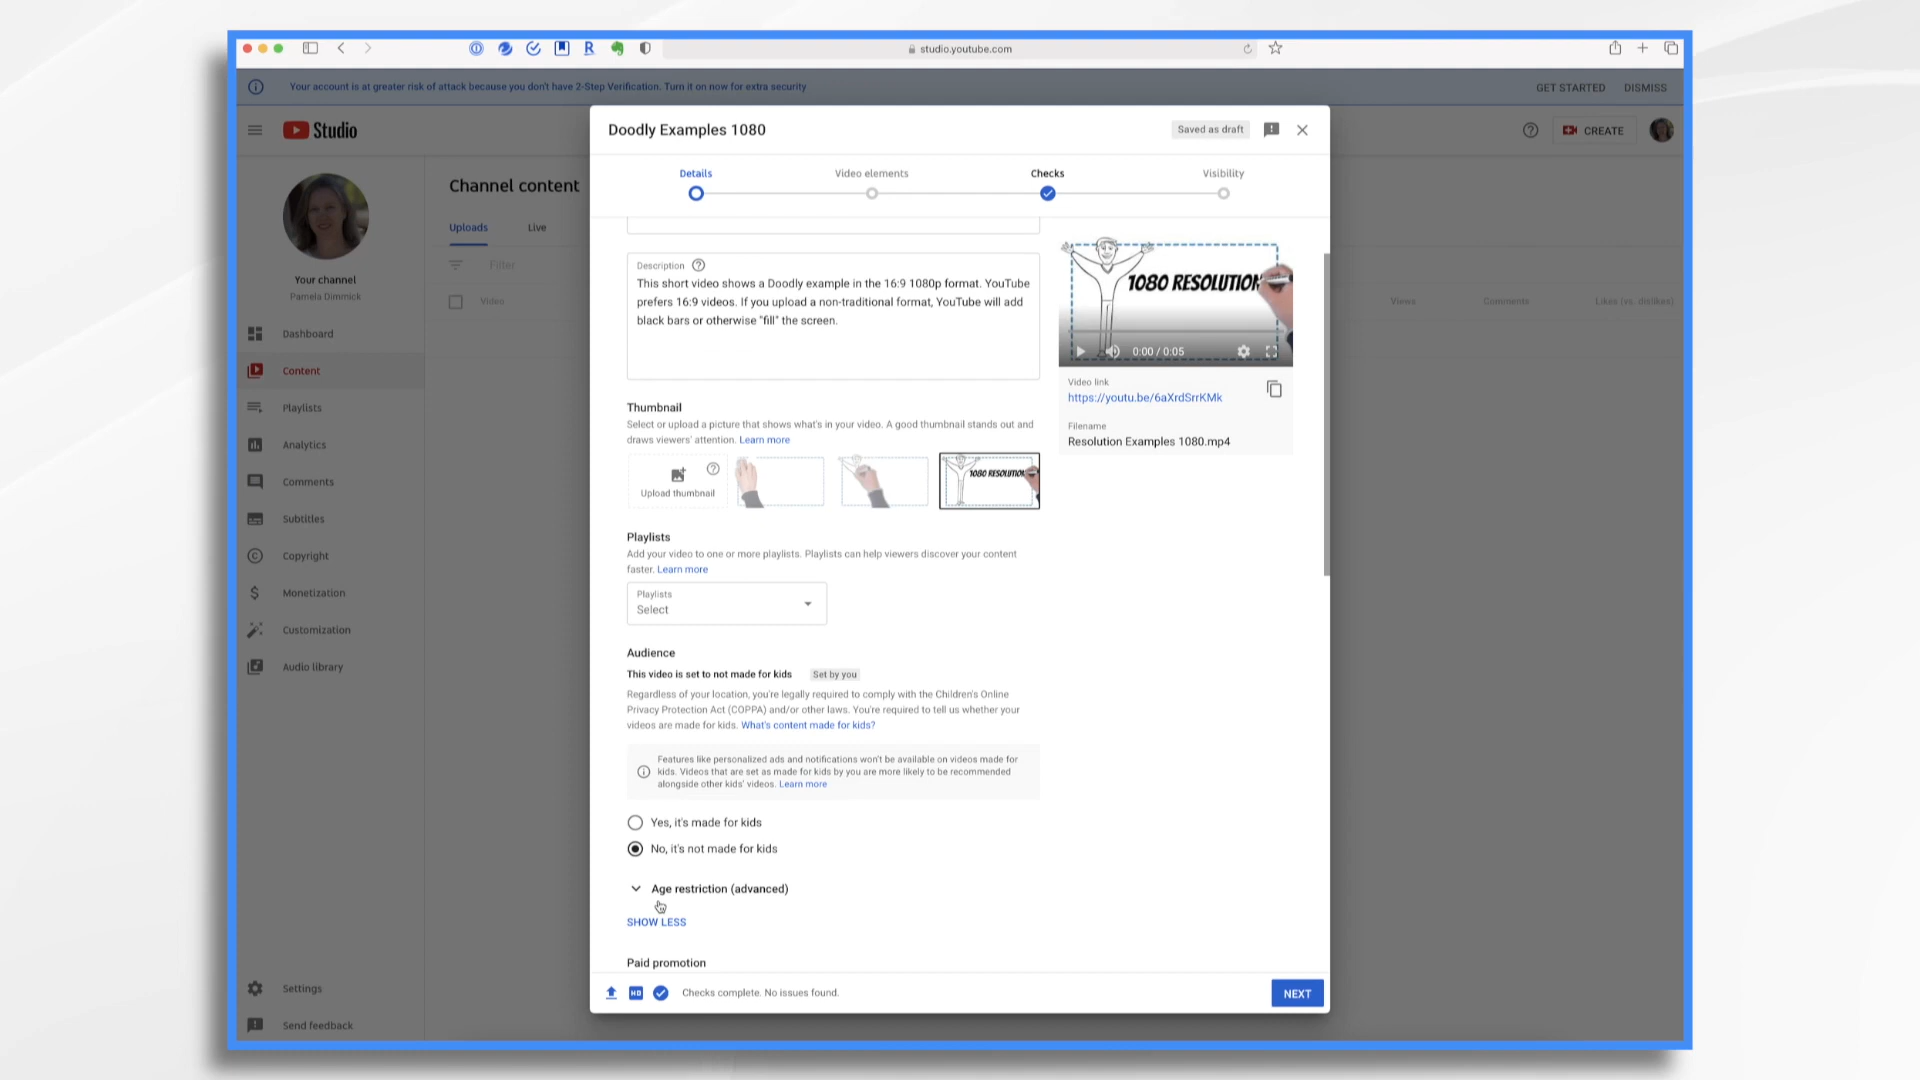 studio.youtube.com
Your account is at greater risk of attack because you don't have 2-Step Verification. Turn it on now for extra security
GET STARTED
DISMISS
Studio
CREATE
Your channel
Pamela Dimmick
Dashboard
Content
Playlists
Analytics
Comments
Subtitles
Copyright
Monetization
Customization
Audio library
Settings
Send feedback
Channel content
Uploads
Live
Filter
Video
Views
Comments
Likes (vs. dislikes)
Doodly Examples 1080
Saved as draft
Details
Video elements
Checks
Visibility
Description
This short video shows a Doodly example in the 16:9 1080p format. YouTube
prefers 16:9 videos. If you upload a non-traditional format, YouTube will add
black bars or otherwise "fill" the screen.
Thumbnail
Select or upload a picture that shows what's in your video. A good thumbnail stands out and
draws viewers' attention. Learn more
Upload thumbnail
1080 RESOLUTION
Playlists
Add your video to one or more playlists. Playlists can help viewers discover your content
faster. Learn more
Playlists
Select
Audience
This video is set to not made for kids
Set by you
Regardless of your location, you're legally required to comply with the Children's Online
Privacy Protection Act (COPPA) and/or other laws. You're required to tell us whether your
videos are made for kids. What's content made for kids?
Features like personalized ads and notifications won't be available on videos made for
kids. Videos that are set as made for kids by you are more likely to be recommended
alongside other kids' videos. Learn more
Yes, it's made for kids
No, it's not made for kids
Age restriction (advanced)
SHOW LESS
Paid promotion
1080 RESOLUTION
0:00 / 0:05
Video link
https://youtu.be/6aXrdSrrKMk
Filename
Resolution Examples 1080.mp4
HD
Checks complete. No issues found.
NEXT